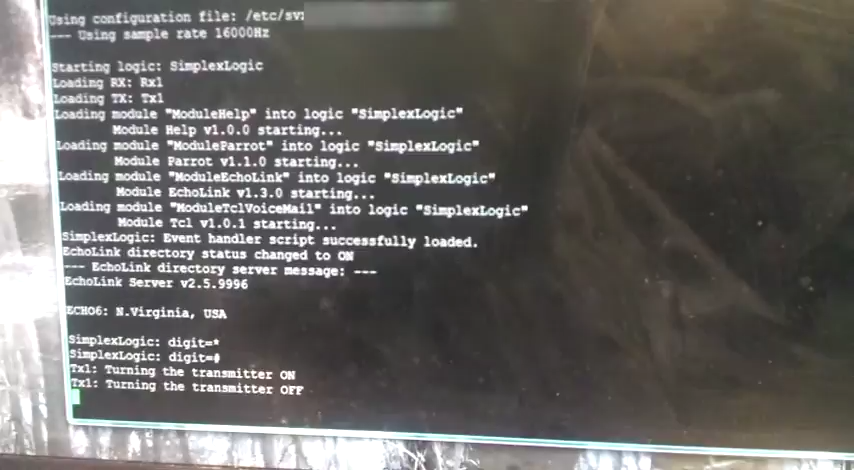 Using configuration file: /etc/sv
--- Using sample rate 16000Hz
Starting logic: SimplexLogic
Loading RX: Rx1
Loading TX: Tx1
Loading module "ModuleHelp" into logic "SimplexLogic"
Module Help v1.0.0 starting...
Loading module "ModuleParrot" into logic "SimplexLogic"
Module Parrot v1.1.0 starting...
Loading module "ModuleEchoLink" into logic "SimplexLogic"
Module EchoLink v1.3.0 starting...
Loading module "ModuleTclVoiceMail" into logic "SimplexLogic"
Module Tcl v1.0.1 starting...
SimplexLogic: Event handler script successfully loaded.
EchoLink directory status changed to ON
--- EchoLink directory server message: ---
EchoLink Server v2.5.9996
ECHO6: N.Virginia, USA
SimplexLogic: digit=*
SimplexLogic: digit=#
Tx1: Turning the transmitter ON
Tx1: Turning the transmitter OFF